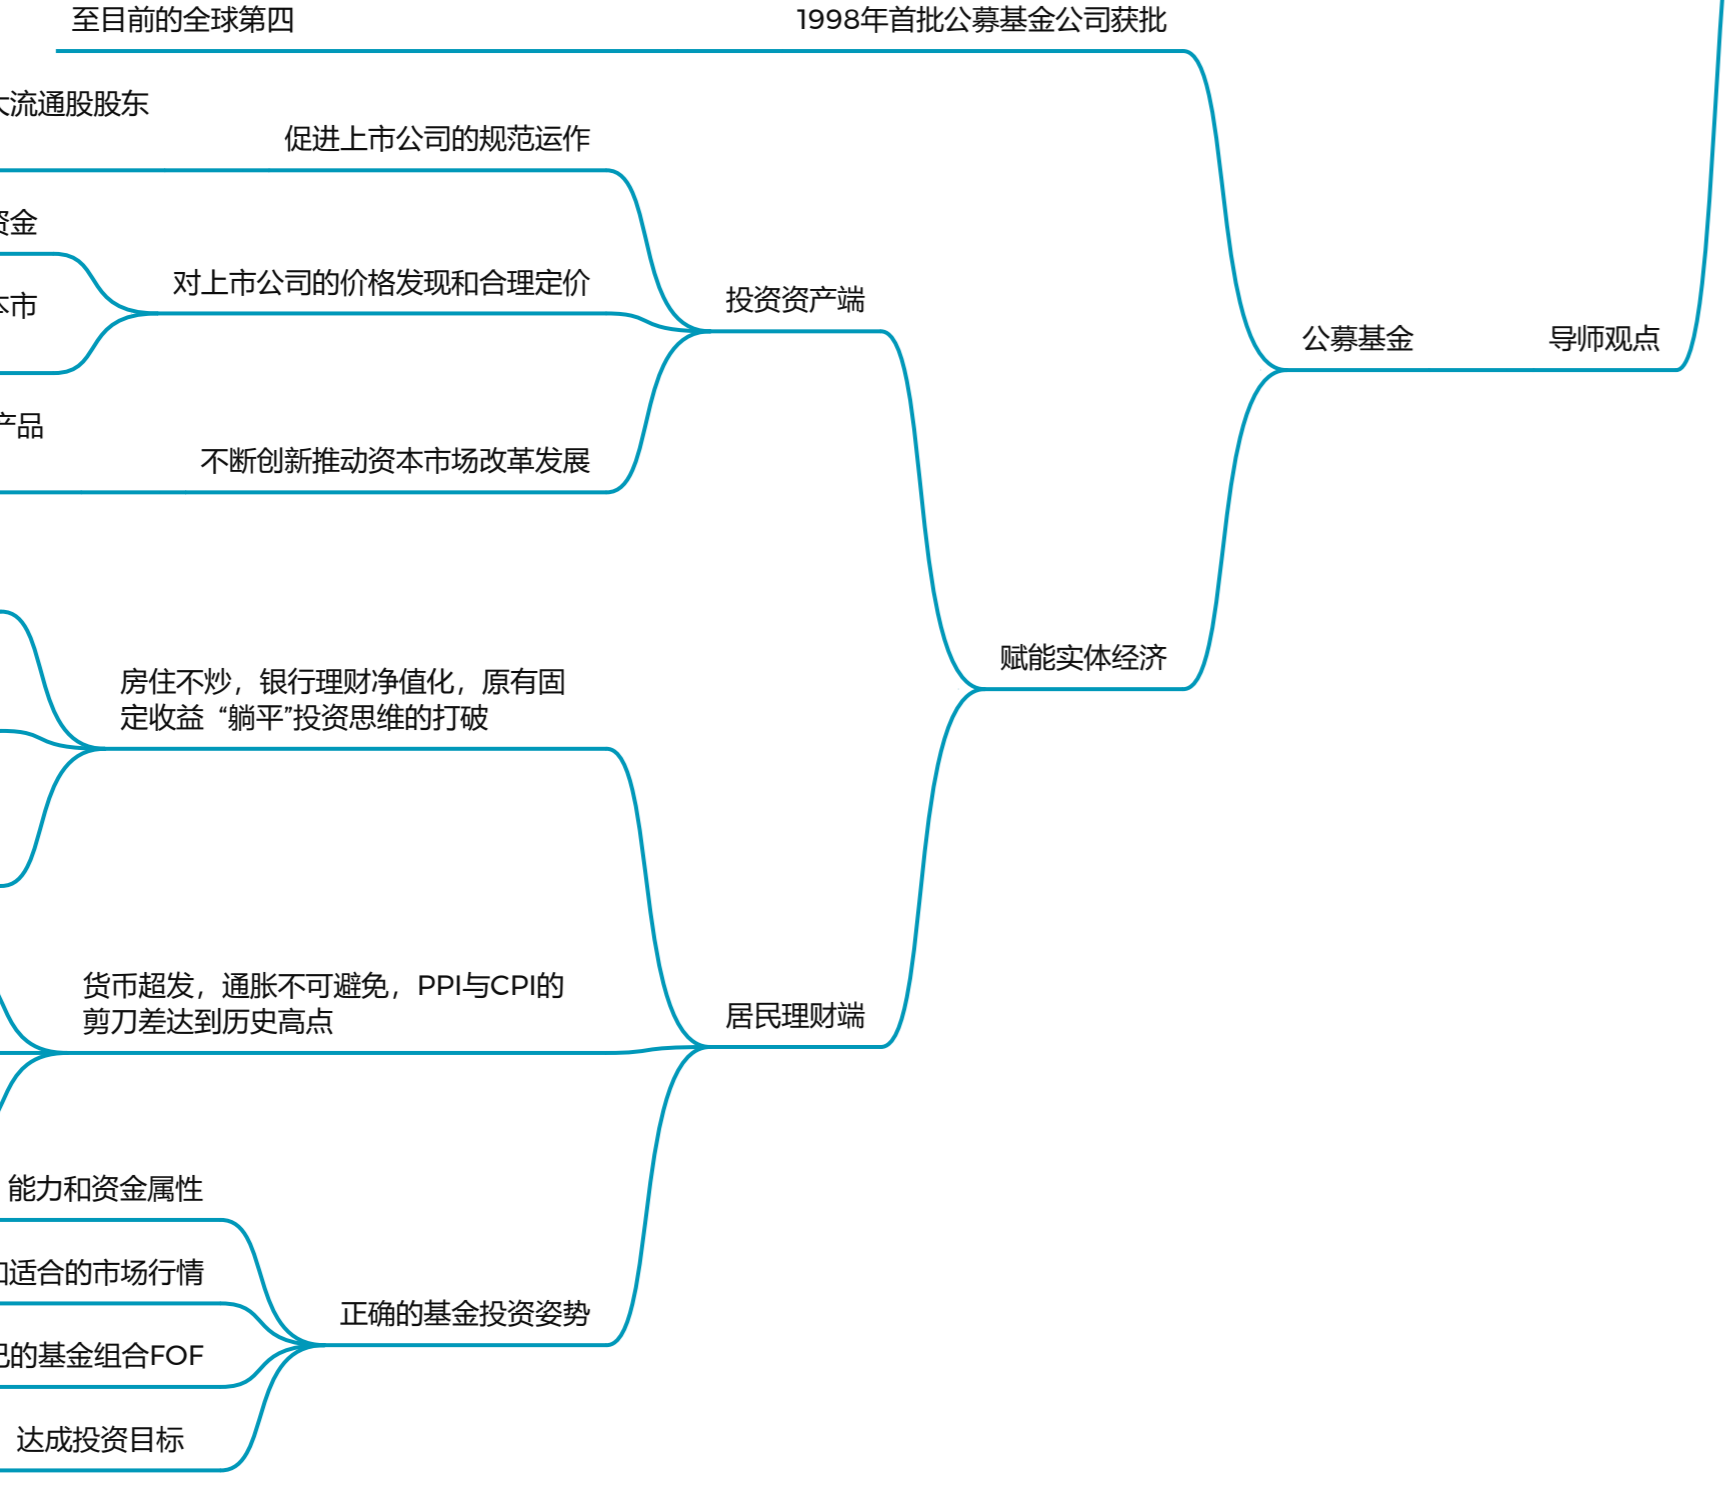 至目前的全球第四
1998年首批公募基金公司获批
流通股股东
促进上市公司的规范运作
资金
对上市公司的价格发现和合理定价
本市
投资资产端
公募基金
导师观点
产品
不断创新推动资本市场改革发展
赋能实体经济
房住不炒，银行理财净值化，原有固
定收益 “躺平”投资思维的打破
货币超发，通胀不可避免，PPI与CPI的
剪刀差达到历史高点
居民理财端
能力和资金属性
适合的市场行情
正确的基金投资姿势
的基金组合FOF
达成投资目标